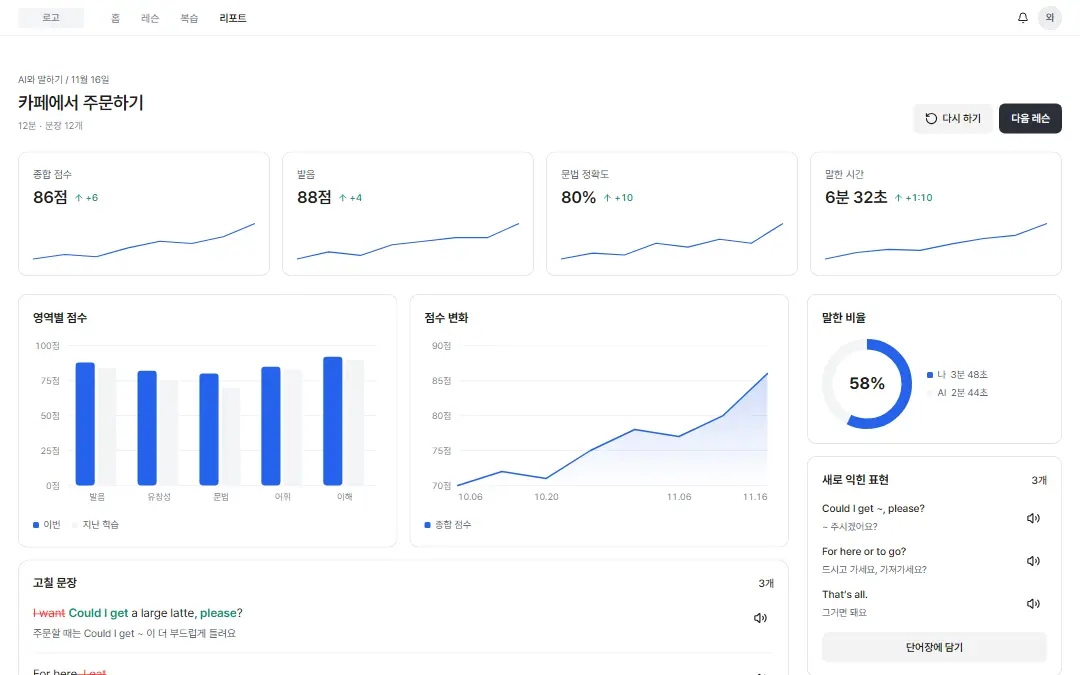 로고
홈 레슨 복습 리포트
와
AI와 말하기 / 11월 16일
카페에서 주문하기
12분 · 문장 12개
다시 하기
다음 레슨
종합 점수
86점 ↑ +6
발음
88점 ↑ +4
문법 정확도
80% ↑ +10
말한 시간
6분 32초 ↑ +1:10
영역별 점수
100점
75점
50점
25점
0점
발음 유창성 문법 어휘 이해
이번 지난 학습
점수 변화
90점
85점
80점
75점
70점
10.06 10.20 11.06 11.16
종합 점수
말한 비율
58%
나 3분 48초
AI 2분 44초
새로 익힌 표현 3개
Could I get ~, please?
~ 주시겠어요?
For here or to go?
드시고 가세요, 가져가세요?
That's all.
그거면 돼요
단어장에 담기
고칠 문장 3개
I want Could I get a large latte, please?
주문할 때는 Could I get ~ 이 더 부드럽게 들려요
For here, I eat